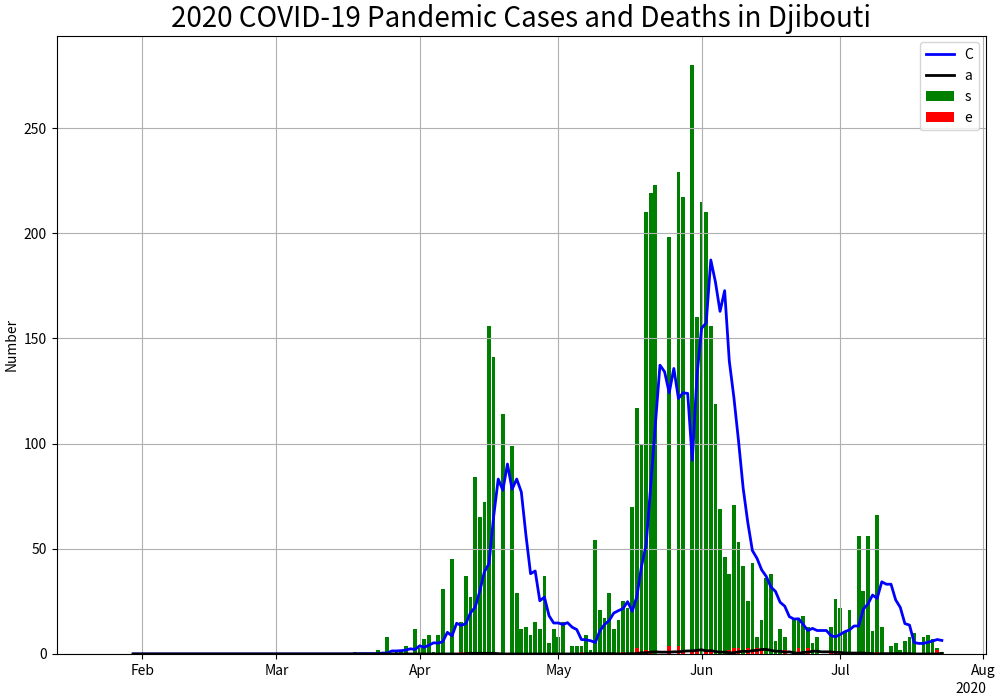 2020 COVID-19 Pandemic Cases and Deaths in Djibouti
C
a
s
e
Number
250
200
150
100
50
0
Feb
Mar
Apr
May
Jun
Jul
Aug
2020